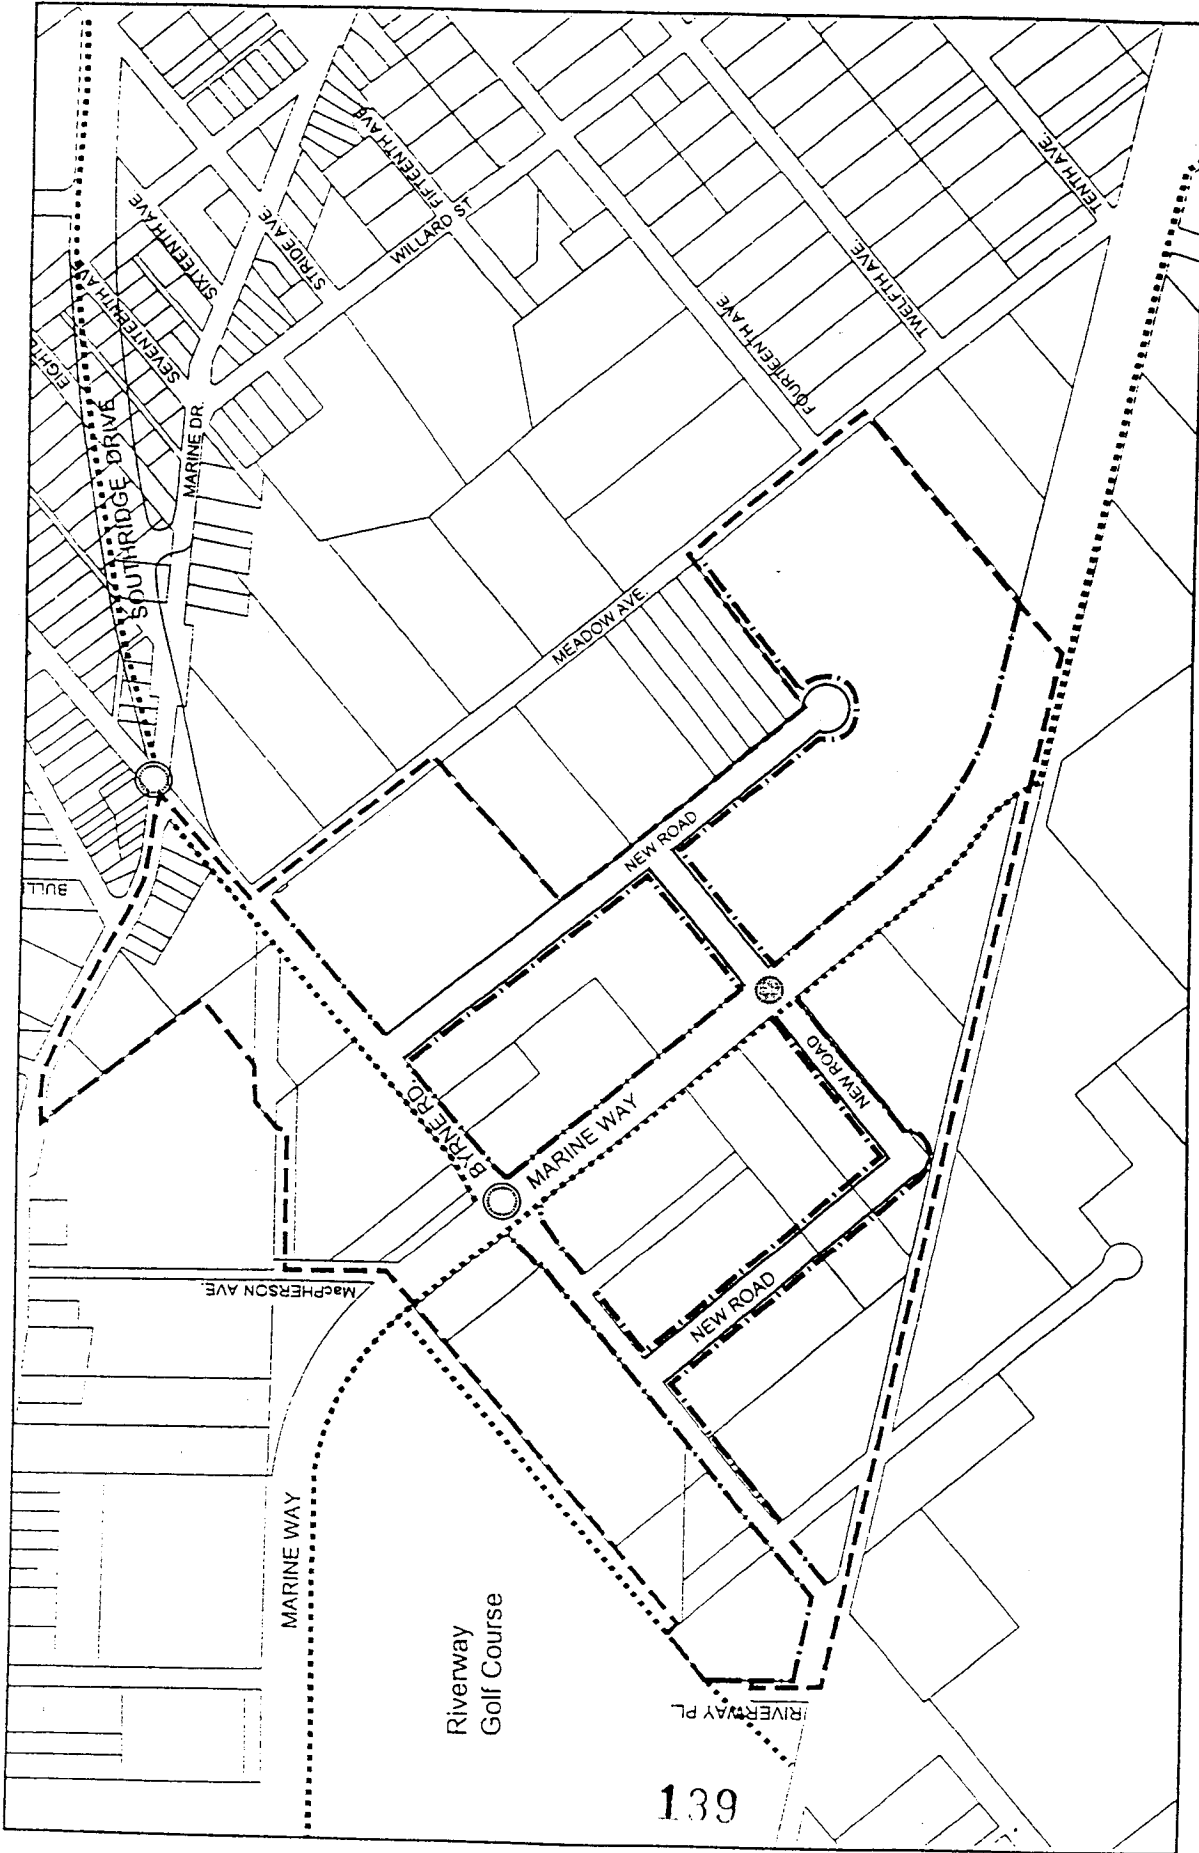 EIGHT
SEVENTEENTH AVE
SIXTEENTH AVE
STRIDE AVE
FIFTEENTH AVE
WILLARD ST
SOUTHRIDGE DRIVE
MARINE DR.
FOURTEENTH AVE
TWELFTH AVE.
TENTH AVE.
MEADOW AVE.
BULL
NEW ROAD
BYRNE RD.
MARINE WAY
NEW ROAD
MacPHERSON AVE.
NEW ROAD
MARINE WAY
Riverway
Golf Course
RIVERWAY PL.
139